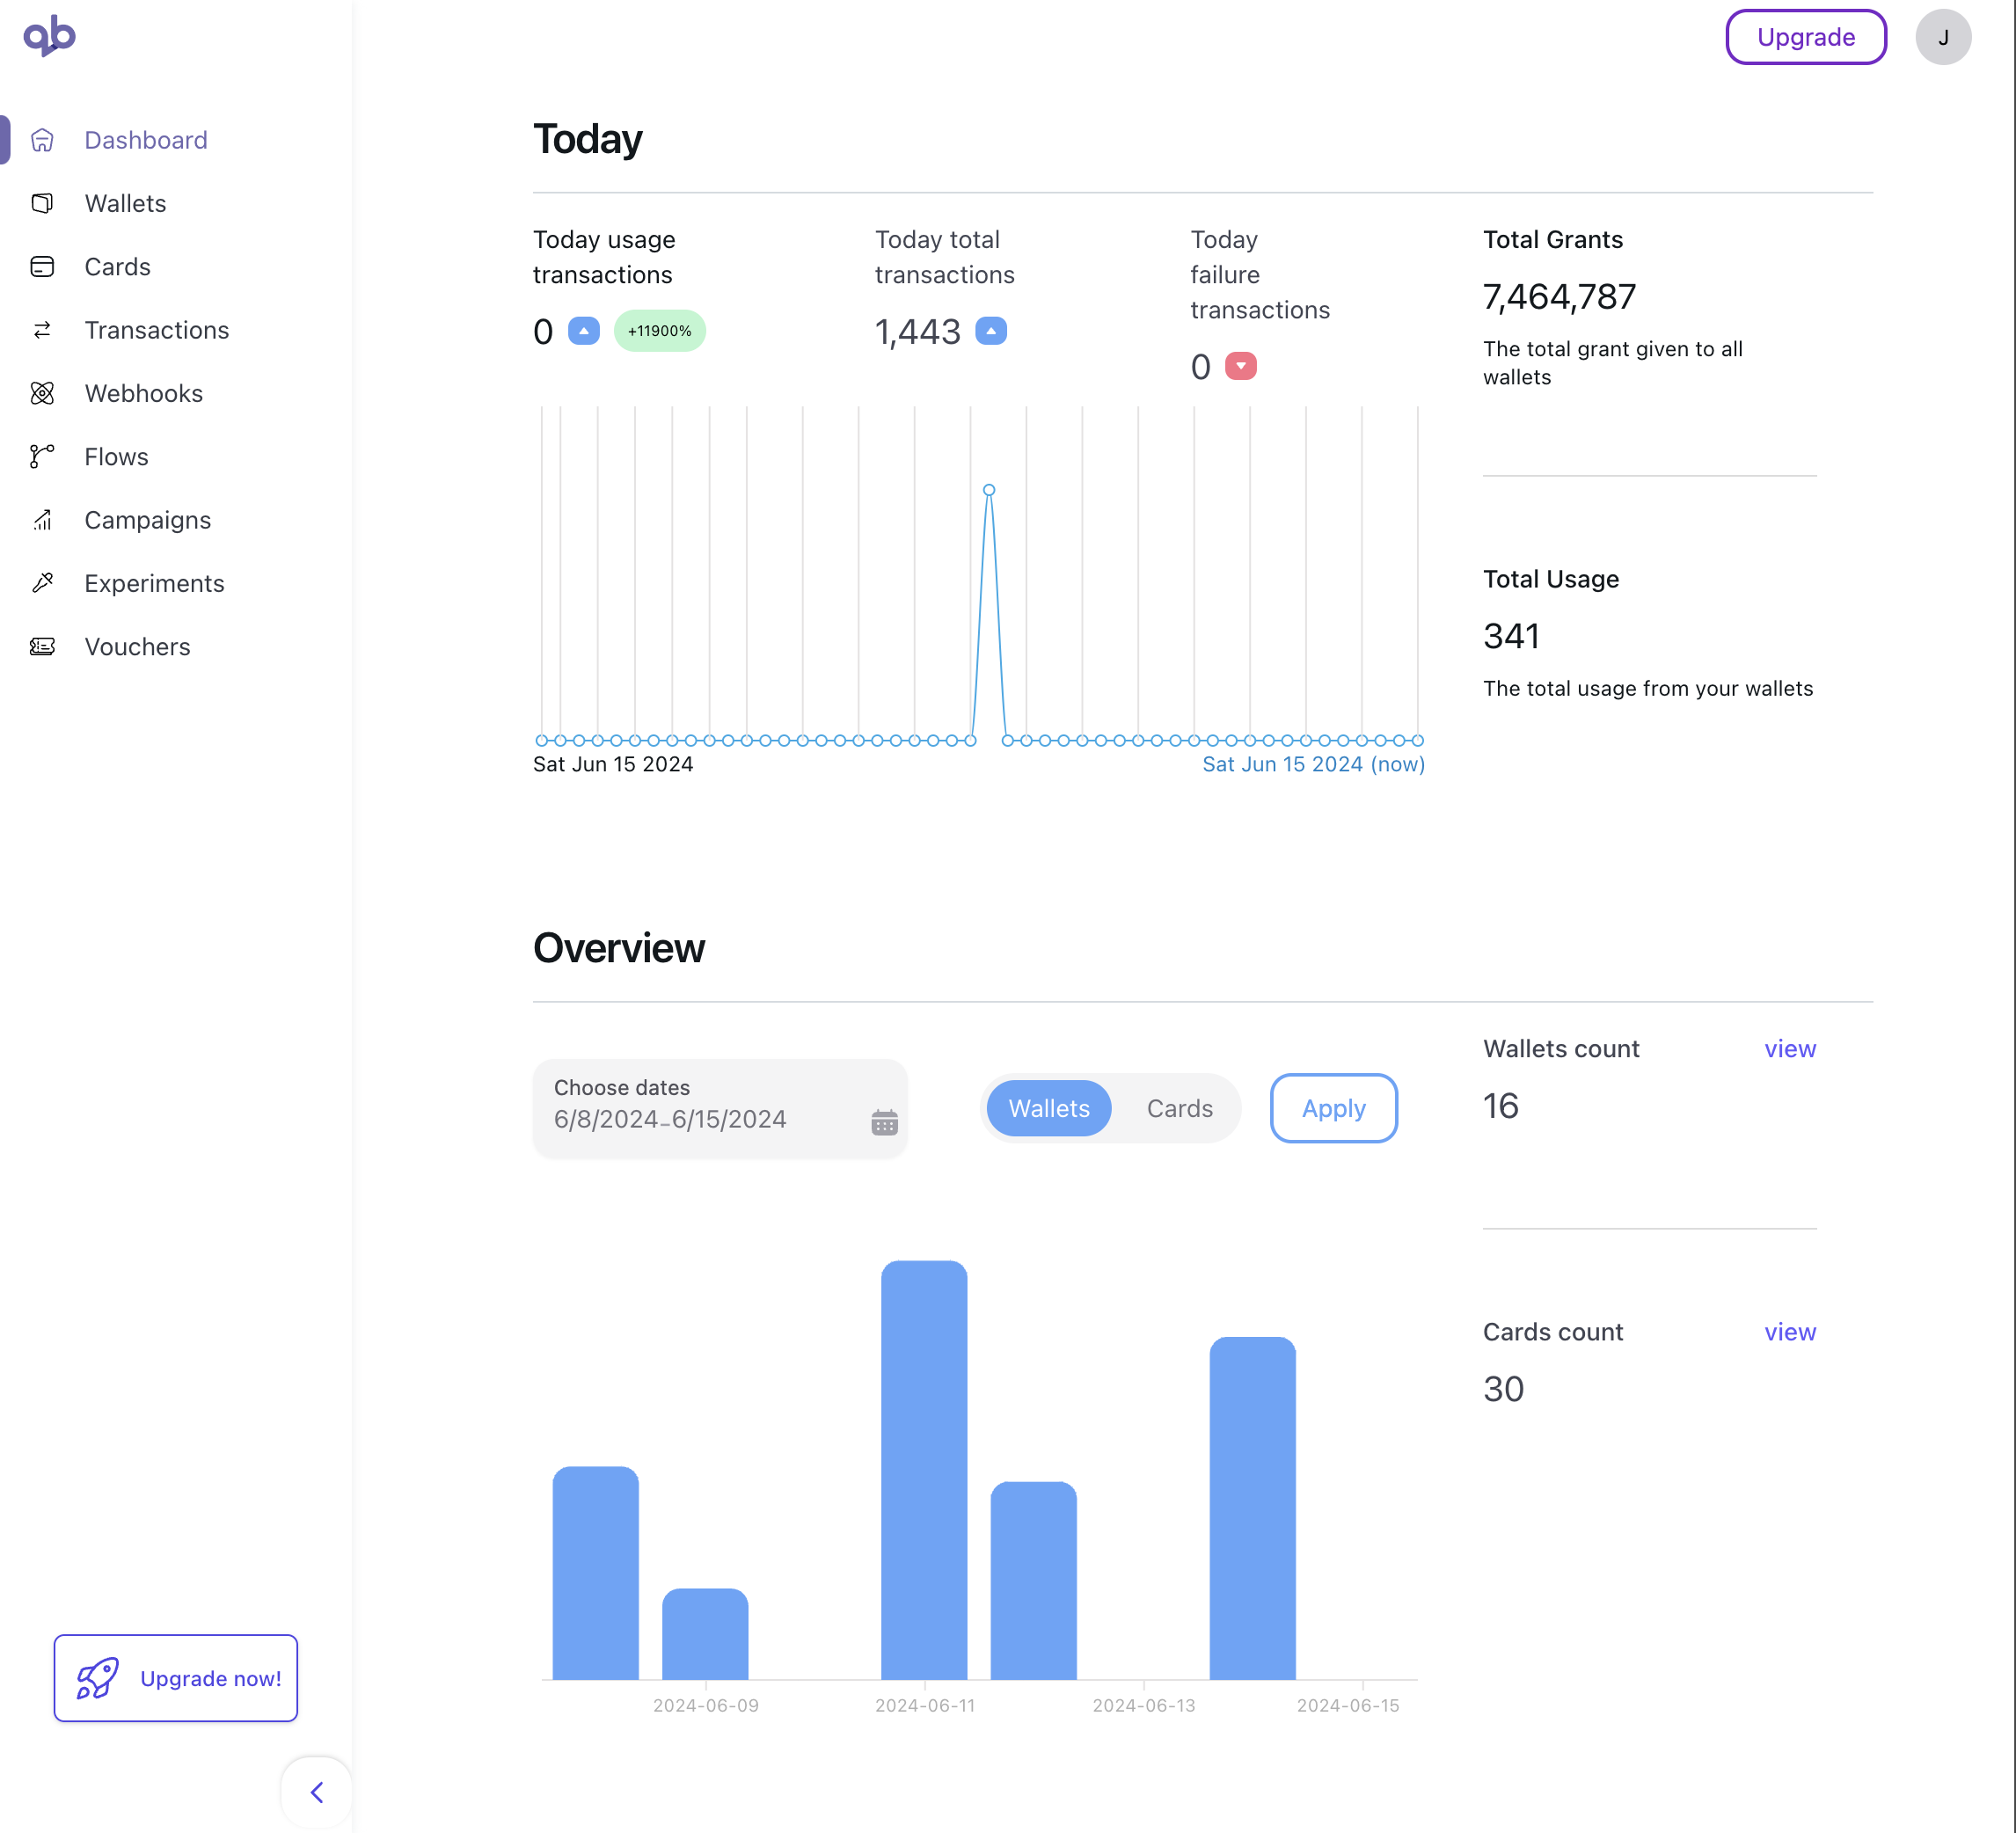 qb
Upgrade
J
Dashboard
Wallets
Cards
Transactions
Webhooks
Flows
Campaigns
Experiments
Vouchers
Upgrade now!
Today
Today usage
transactions
0
+11900%
Today total
transactions
1,443
Today
failure
transactions
0
Sat Jun 15 2024
Sat Jun 15 2024 (now)
Total Grants
7,464,787
The total grant given to all
wallets
Total Usage
341
The total usage from your wallets
Overview
Choose dates
6/8/2024-6/15/2024
Wallets
Cards
Apply
2024-06-09
2024-06-11
2024-06-13
2024-06-15
Wallets count
view
16
Cards count
view
30